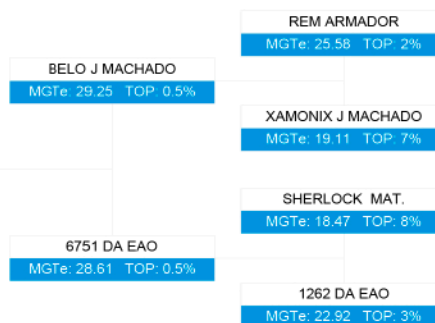 REM ARMADOR
MGTe: 25.58 TOP: 2%
BELO J MACHADO
MGTe: 29.25 TOP: 0.5%
XAMONIX J MACHADO
MGTe: 19.11 TOP: 7%
SHERLOCK MAT.
MGTe: 18.47 TOP: 8%
6751 DA EAO
MGTe: 28.61 TOP: 0.5%
1262 DA EAO
MGTe: 22.92 TOP: 3%